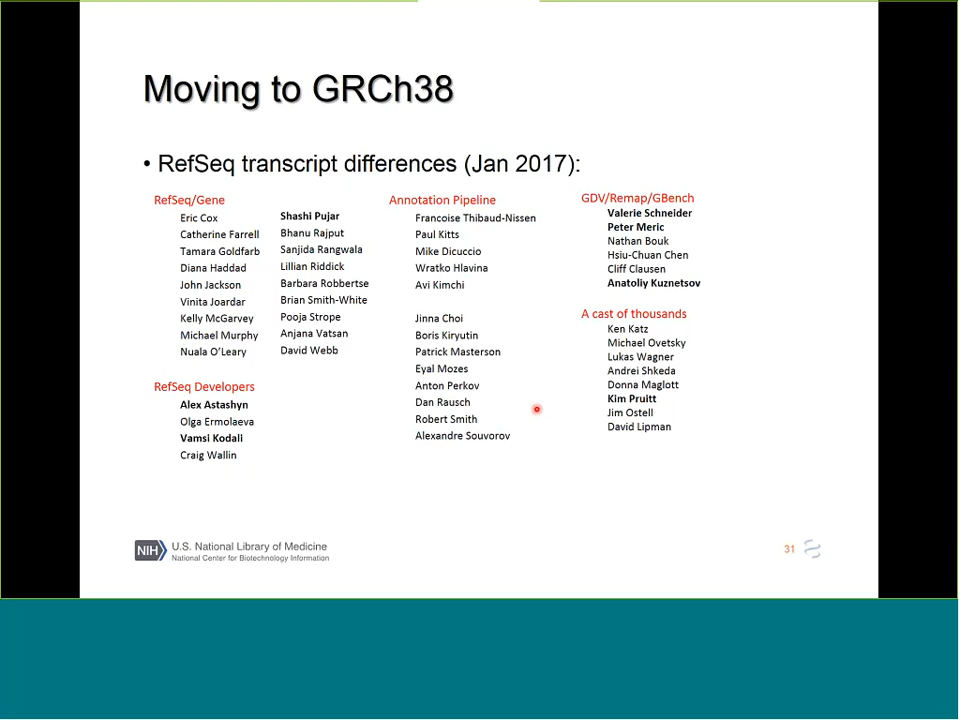 Moving to GRCh38
• RefSeq transcript differences (Jan 2017):
RefSeq/Gene
Eric Cox
Catherine Farrell
Tamara Goldfarb
Diana Haddad
John Jackson
Vinita Joardar
Kelly McGarvey
Michael Murphy
Nuala O'Leary
Shashi Pujar
Bhanu Rajput
Sanjida Rangwala
Lillian Riddick
Barbara Robbertse
Brian Smith-White
Pooja Strope
Anjana Vatsan
David Webb
RefSeq Developers
Alex Astashyn
Olga Ermolaeva
Vamsi Kodali
Craig Wallin
Annotation Pipeline
Francoise Thibaud-Nissen
Paul Kitts
Mike Dicuccio
Wratko Hlavina
Avi Kimchi
Jinna Choi
Boris Kiryutin
Patrick Masterson
Eyal Mozes
Anton Perkov
Dan Rausch
Robert Smith
Alexandre Souvorov
GDV/Remap/GBench
Valerie Schneider
Peter Meric
Nathan Bouk
Hsiu-Chuan Chen
Cliff Clausen
Anatoliy Kuznetsov
A cast of thousands
Ken Katz
Michael Ovetsky
Lukas Wagner
Andrei Shkeda
Donna Maglott
Kim Pruitt
Jim Ostell
David Lipman
NIH U.S. National Library of Medicine
National Center for Biotechnology Information
31